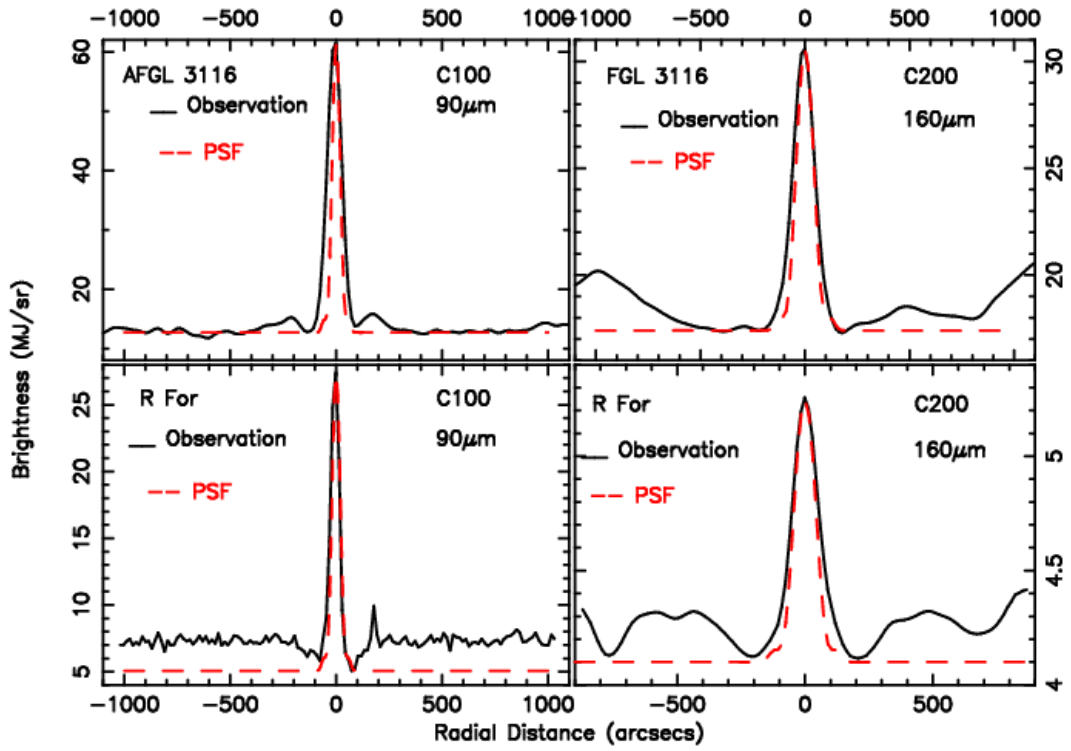 −1000 −500 0 500 1000
−1000 −500 0 500 1000
60
40
20
AFGL 3116 C100
Observation 90μm
PSF
FGL 3116 C200
Observation 160μm
PSF
30
25
20
Brightness (MJ/sr)
25
20
15
10
5
R For C100
Observation 90μm
PSF
R For C200
Observation 160μm
PSF
5
4.5
4
−1000 −500 0 500 1000
−500 0 500
Radial Distance (arcsecs)